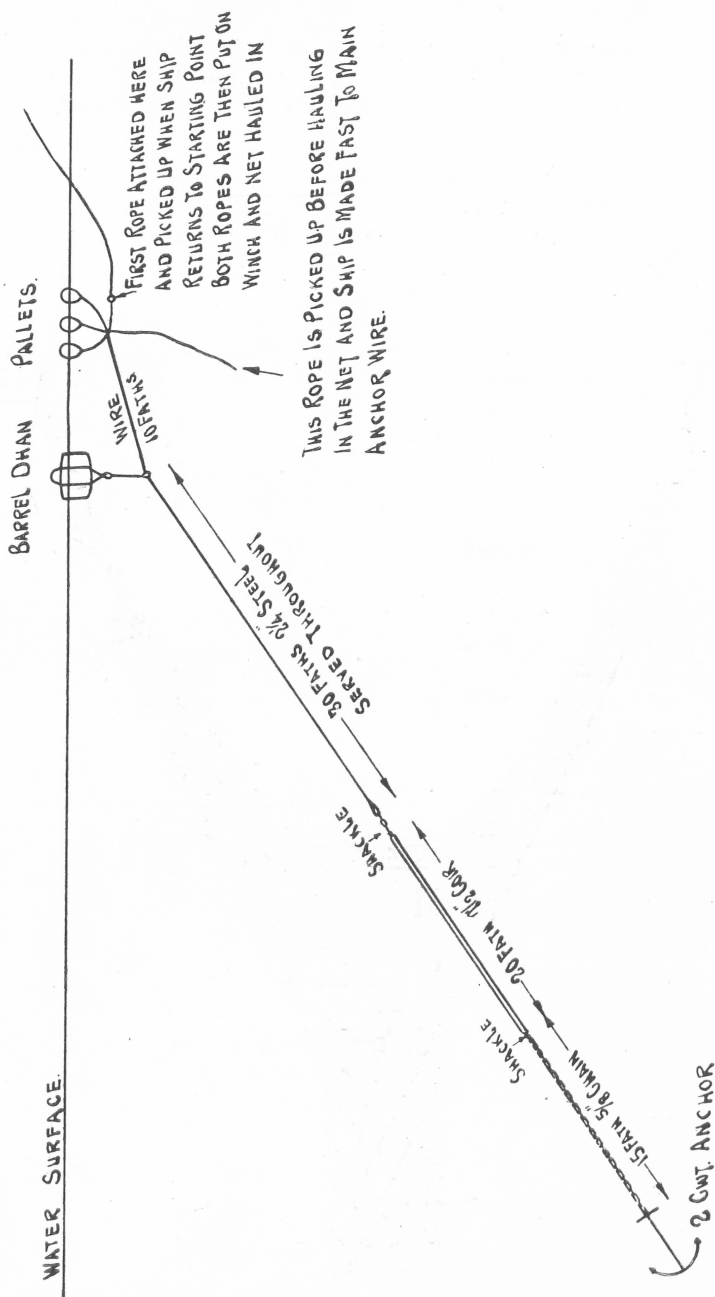 WATER SURFACE.
BARREL DHAN
PALLETS.
FIRST ROPE ATTACHED HERE
AND PICKED UP WHEN SHIP
RETURNS TO STARTING POINT
BOTH ROPES ARE THEN PUT ON
WINCH AND NET HAULED IN
WIRE
10 FATHS.
THIS ROPE IS PICKED UP BEFORE HAULING
IN THE NET AND SHIP IS MADE FAST TO MAIN
ANCHOR WIRE.
30 FATHS 2¼" STEEL
SERVED THROUGHOUT
SHACKLE
20 FATH 7½" COIR
SHACKLE
15 FATH 5/8" CHAIN
2 CWT. ANCHOR